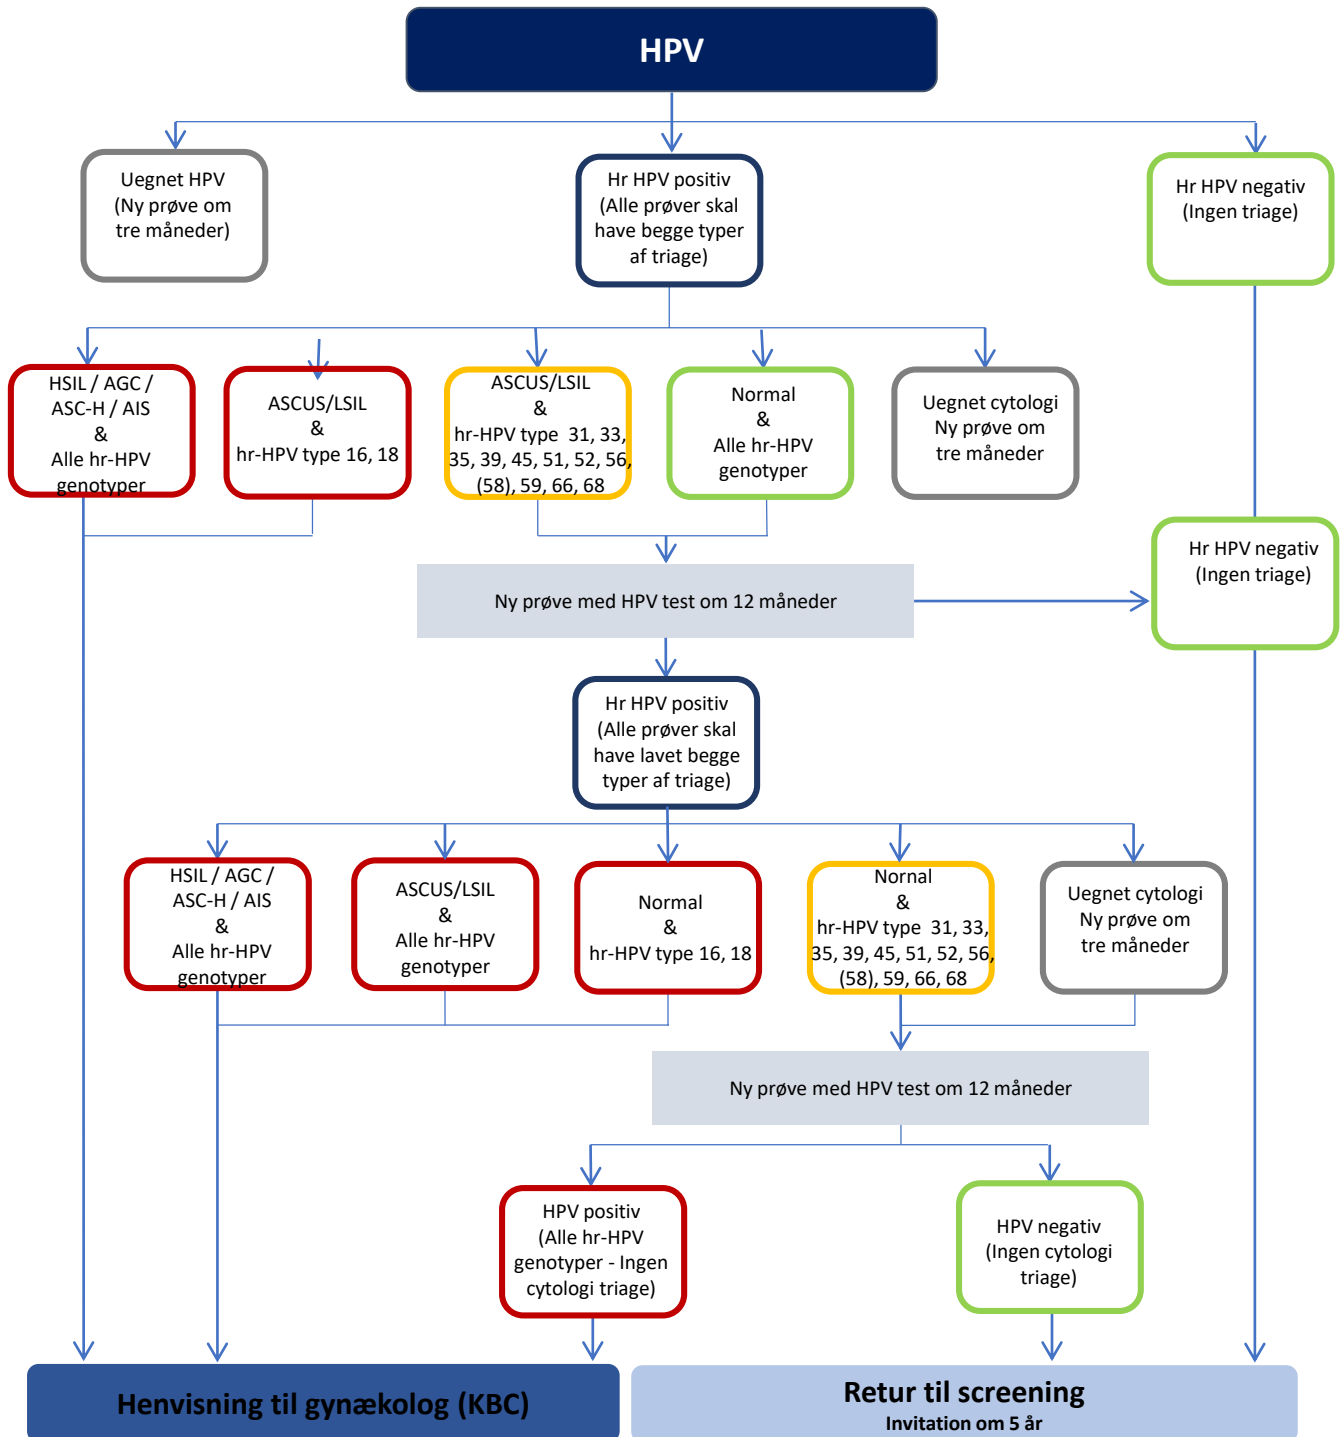 HPV
Uegnet HPV
(Ny prøve om
tre måneder)
Hr HPV positiv
(Alle prøver skal
have begge typer
af triage)
Hr HPV negativ
(Ingen triage)
HSIL / AGC /
ASC-H / AIS
&
Alle hr-HPV
genotyper
ASCUS/LSIL
&
hr-HPV type 16, 18
ASCUS/LSIL
&
hr-HPV type 31, 33,
35, 39, 45, 51, 52, 56,
(58), 59, 66, 68
Normal
&
Alle hr-HPV
genotyper
Uegnet cytologi
Ny prøve om
tre måneder
Hr HPV negativ
(Ingen triage)
Ny prøve med HPV test om 12 måneder
Hr HPV positiv
(Alle prøver skal
have lavet begge
typer af triage)
HSIL / AGC /
ASC-H / AIS
&
Alle hr-HPV
genotyper
ASCUS/LSIL
&
Alle hr-HPV
genotyper
Normal
&
hr-HPV type 16, 18
Nornal
&
hr-HPV type 31, 33,
35, 39, 45, 51, 52, 56,
(58), 59, 66, 68
Uegnet cytologi
Ny prøve om
tre måneder
Ny prøve med HPV test om 12 måneder
HPV positiv
(Alle hr-HPV
genotyper - Ingen
cytologi triage)
HPV negativ
(Ingen cytologi
triage)
Henvisning til gynækolog (KBC)
Retur til screening
Invitation om 5 år